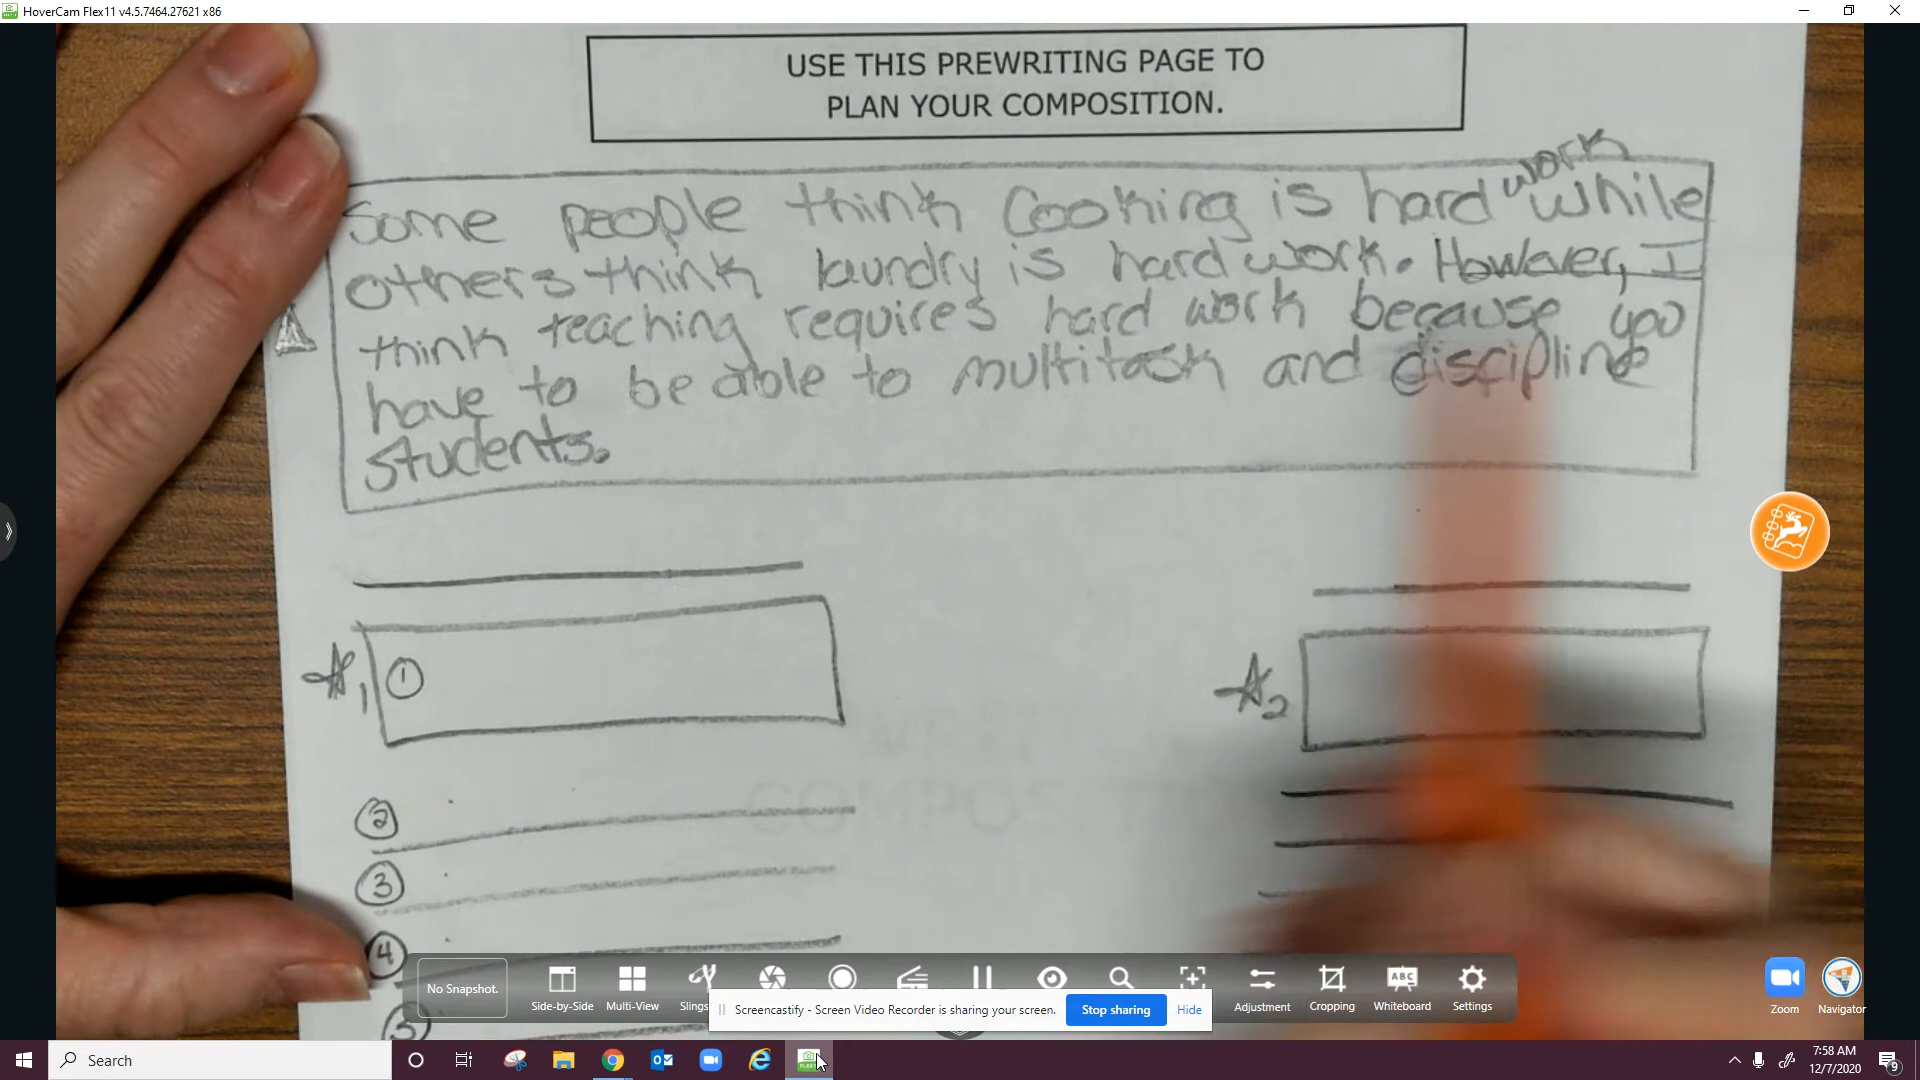 HoverCam Flex11 v4.5.7464.27621 x86
USE THIS PREWRITING PAGE TO
PLAN YOUR COMPOSITION.
work
Some people think Cooking is hard while
others think laundry is hard work. However, I
think teaching requires hard work because you
have to be able to multitask and discipline
students.
1 ①
2
②
③
④
⑤
No Snapshot.
Side-by-Side
Multi-View
Slings
Adjustment
Cropping
ABC
Whiteboard
Settings
Screencastify - Screen Video Recorder is sharing your screen.
Stop sharing
Hide
Zoom
Navigator
Search
7:58 AM
12/7/2020
9